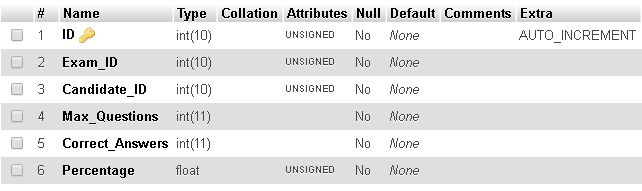 # Name Type Collation Attributes Null Default Comments Extra
1 ID int(10) UNSIGNED No None AUTO_INCREMENT
2 Exam_ID int(10) UNSIGNED No None
3 Candidate_ID int(10) UNSIGNED No None
4 Max_Questions int(11) No None
5 Correct_Answers int(11) No None
6 Percentage float UNSIGNED No None